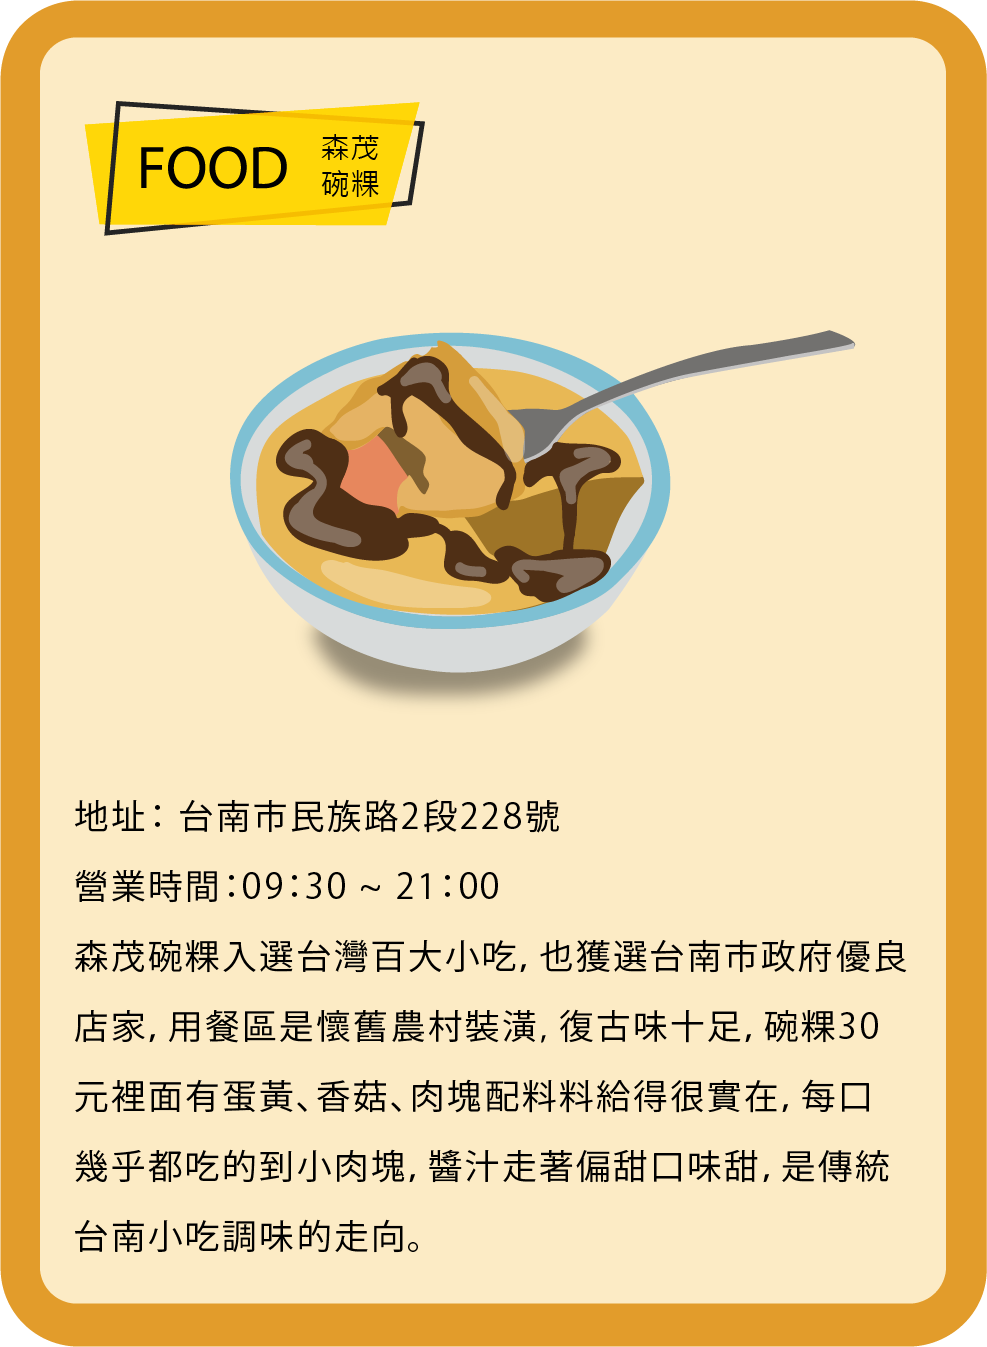 FOOD
森茂
碗粿
地址：台南市民族路2段228號
營業時間：09：30 ~ 21：00
森茂碗粿入選台灣百大小吃, 也獲選台南市政府優良
店家, 用餐區是懷舊農村裝潢, 復古味十足, 碗粿30
元裡面有蛋黃、香菇、肉塊配料料給得很實在, 每口
幾乎都吃的到小肉塊, 醬汁走著偏甜口味甜, 是傳統
台南小吃調味的走向。